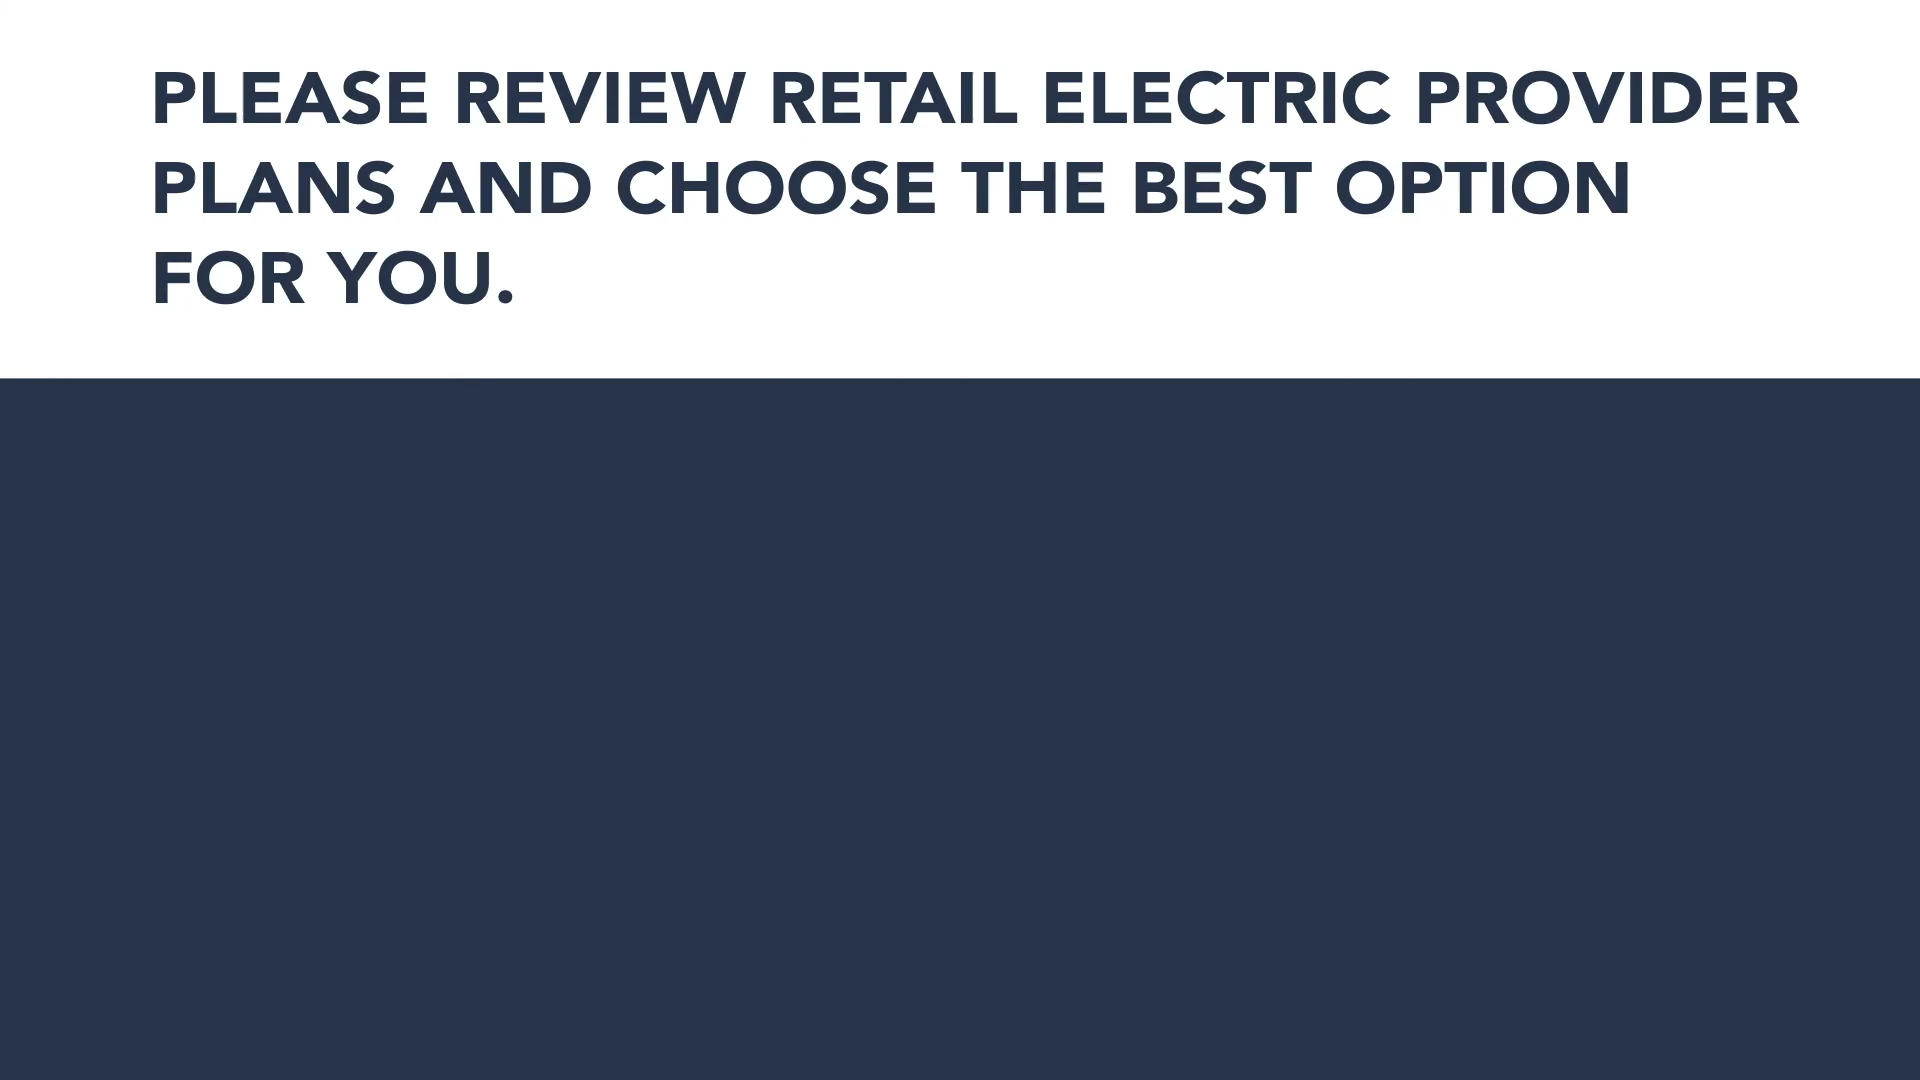 PLEASE REVIEW RETAIL ELECTRIC PROVIDER
PLANS AND CHOOSE THE BEST OPTION
FOR YOU.